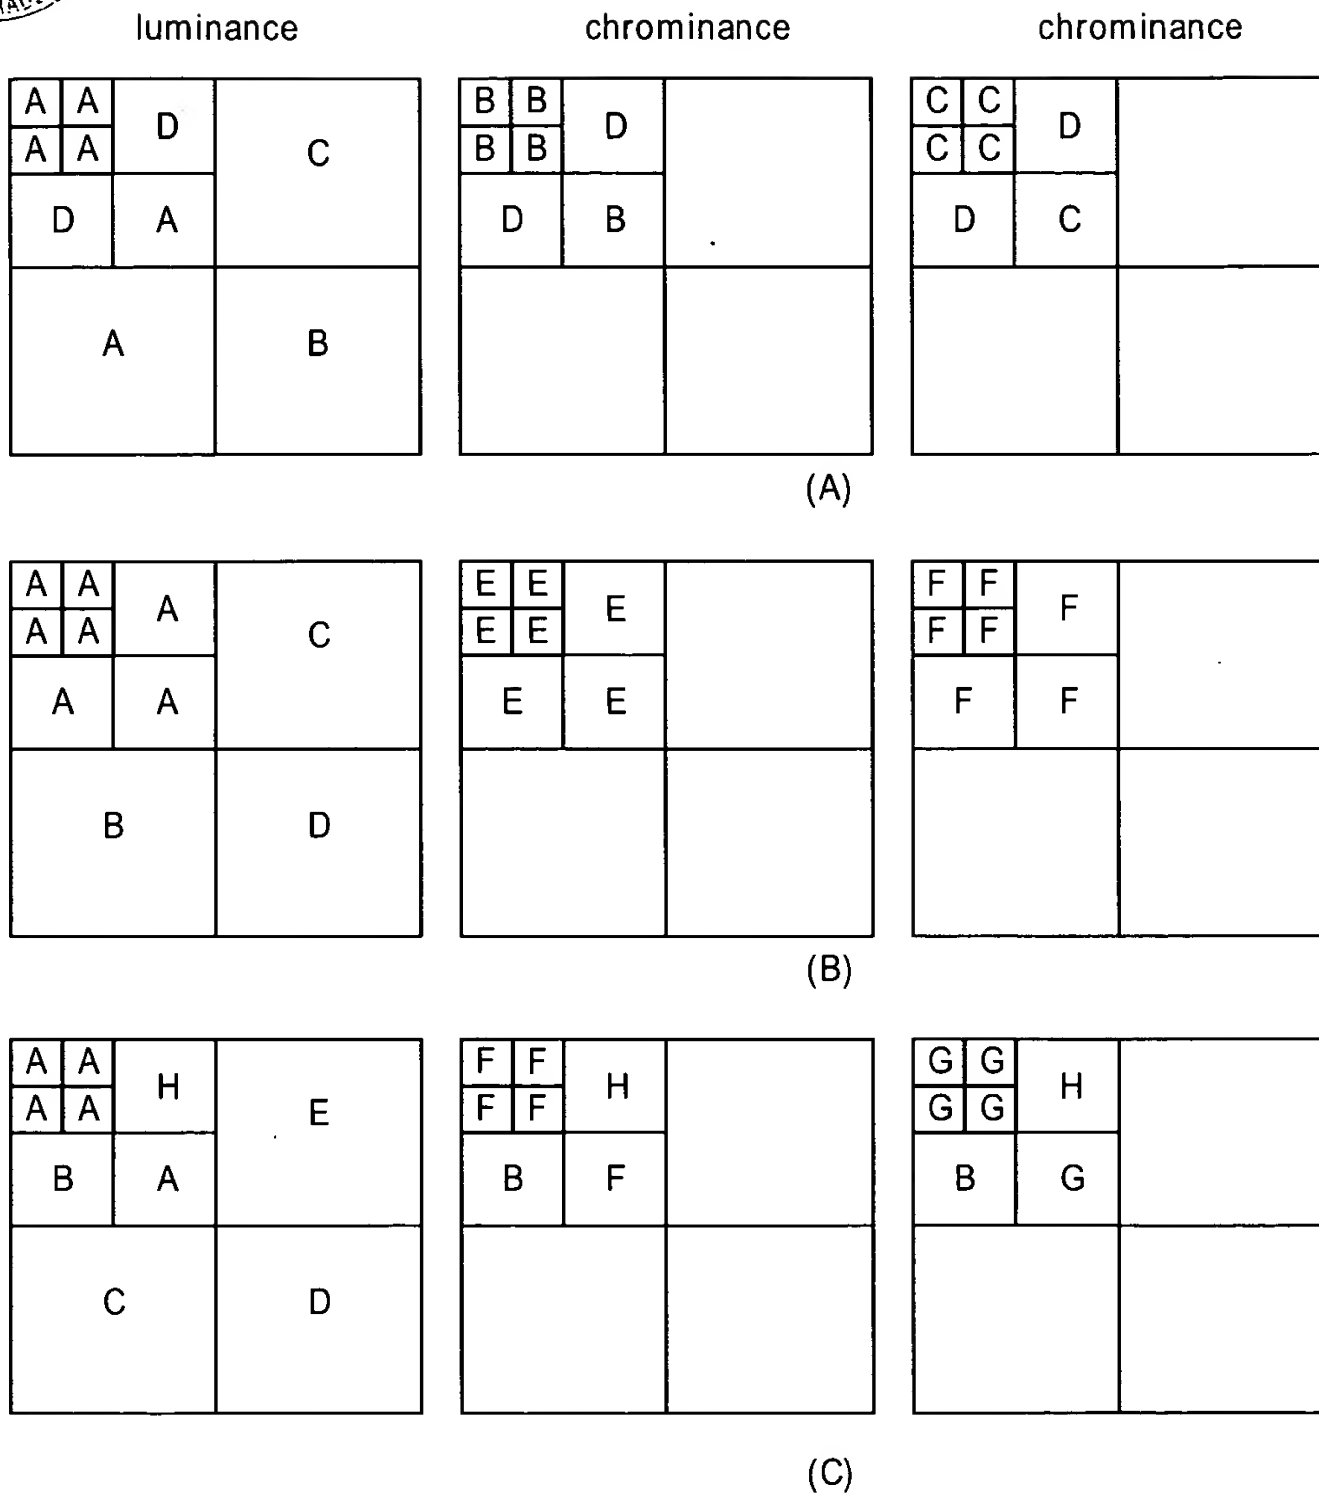 luminance chrominance chrominance
A A D C B B D C C D
A A B B C C
D A D B D C
A B
(A)
A A A C E E E F F F
A A E E F F
A A E E F F
B D
(B)
A A H E F F H G G H
A A F F G G
B A B F B G
C D
(C)